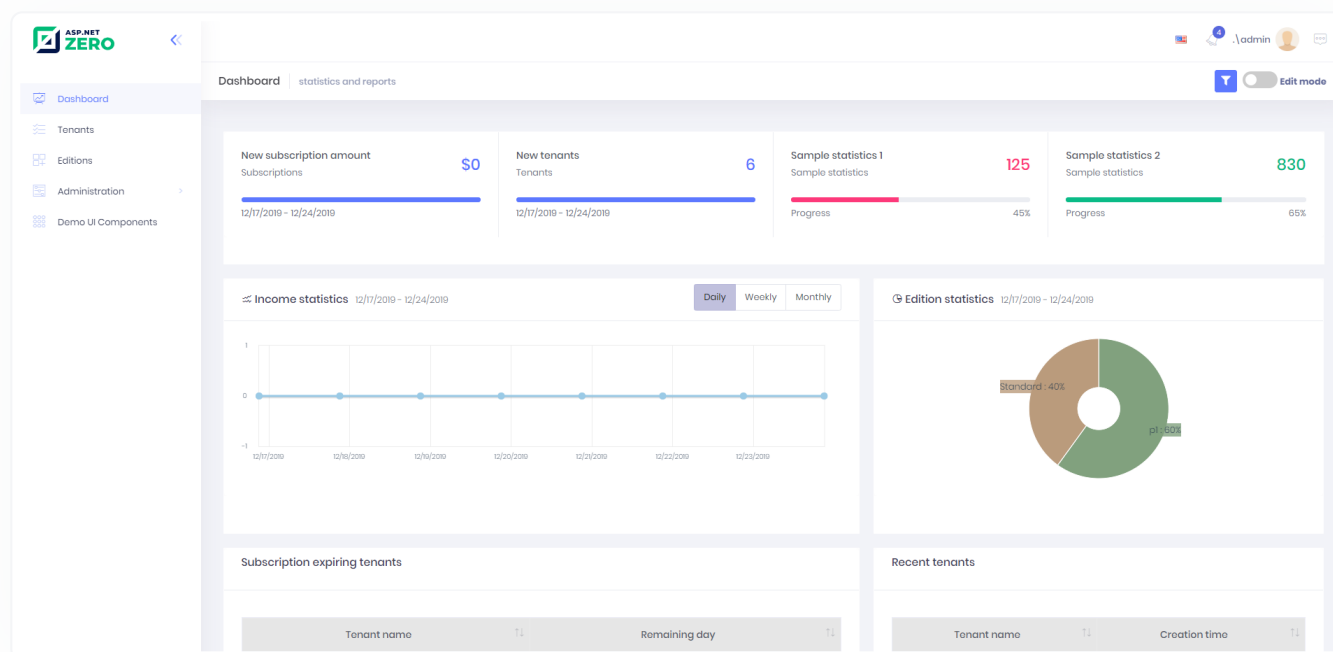 ASP.NET
ZERO
4
.\admin
Dashboard
statistics and reports
Edit mode
Dashboard
Tenants
Editions
Administration
Demo UI Components
New subscription amount
Subscriptions
$0
12/17/2019 - 12/24/2019
New tenants
Tenants
6
12/17/2019 - 12/24/2019
Sample statistics 1
Sample statistics
125
Progress
45%
Sample statistics 2
Sample statistics
830
Progress
65%
Income statistics 12/17/2019 - 12/24/2019
Daily
Weekly
Monthly
1
0
-1
12/17/2019
12/18/2019
12/19/2019
12/20/2019
12/21/2019
12/22/2019
12/23/2019
Edition statistics 12/17/2019 - 12/24/2019
Standard : 40%
p1 : 60%
Subscription expiring tenants
Tenant name
Remaining day
Recent tenants
Tenant name
Creation time